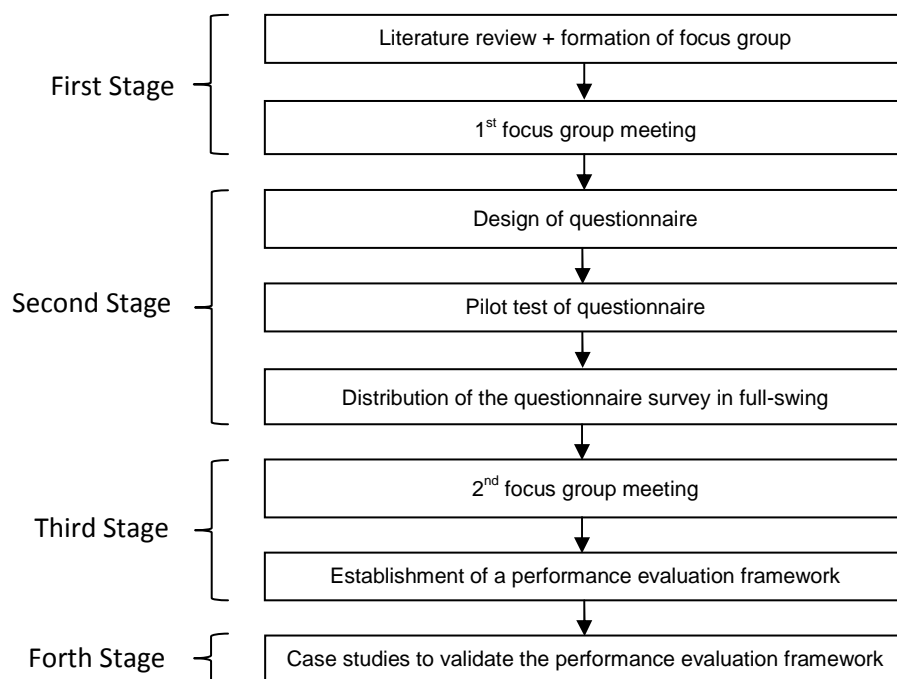 First Stage
Literature review + formation of focus group
1st focus group meeting
Second Stage
Design of questionnaire
Pilot test of questionnaire
Distribution of the questionnaire survey in full-swing
Third Stage
2nd focus group meeting
Establishment of a performance evaluation framework
Forth Stage
Case studies to validate the performance evaluation framework